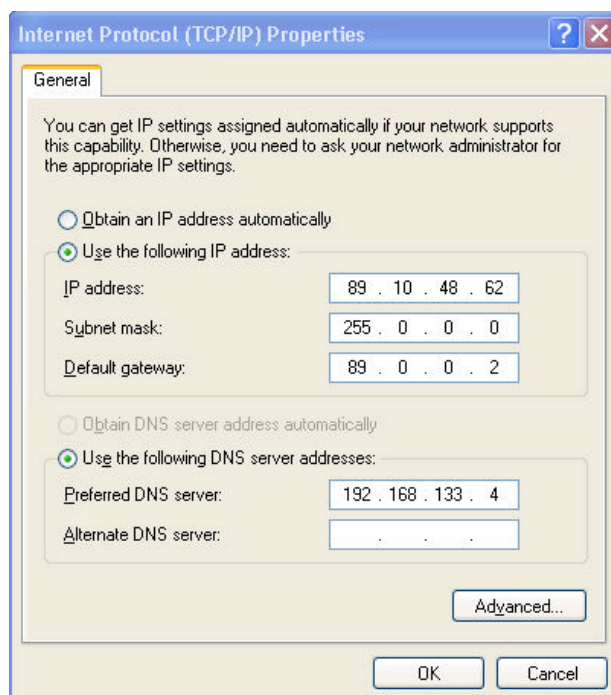 Internet Protocol (TCP/IP) Properties
General
You can get IP settings assigned automatically if your network supports
this capability. Otherwise, you need to ask your network administrator for
the appropriate IP settings.
Obtain an IP address automatically
Use the following IP address:
IP address: 89 . 10 . 48 . 62
Subnet mask: 255 . 0 . 0 . 0
Default gateway: 89 . 0 . 0 . 2
Obtain DNS server address automatically
Use the following DNS server addresses:
Preferred DNS server: 192 . 168 . 133 . 4
Alternate DNS server: . . .
Advanced...
OK Cancel